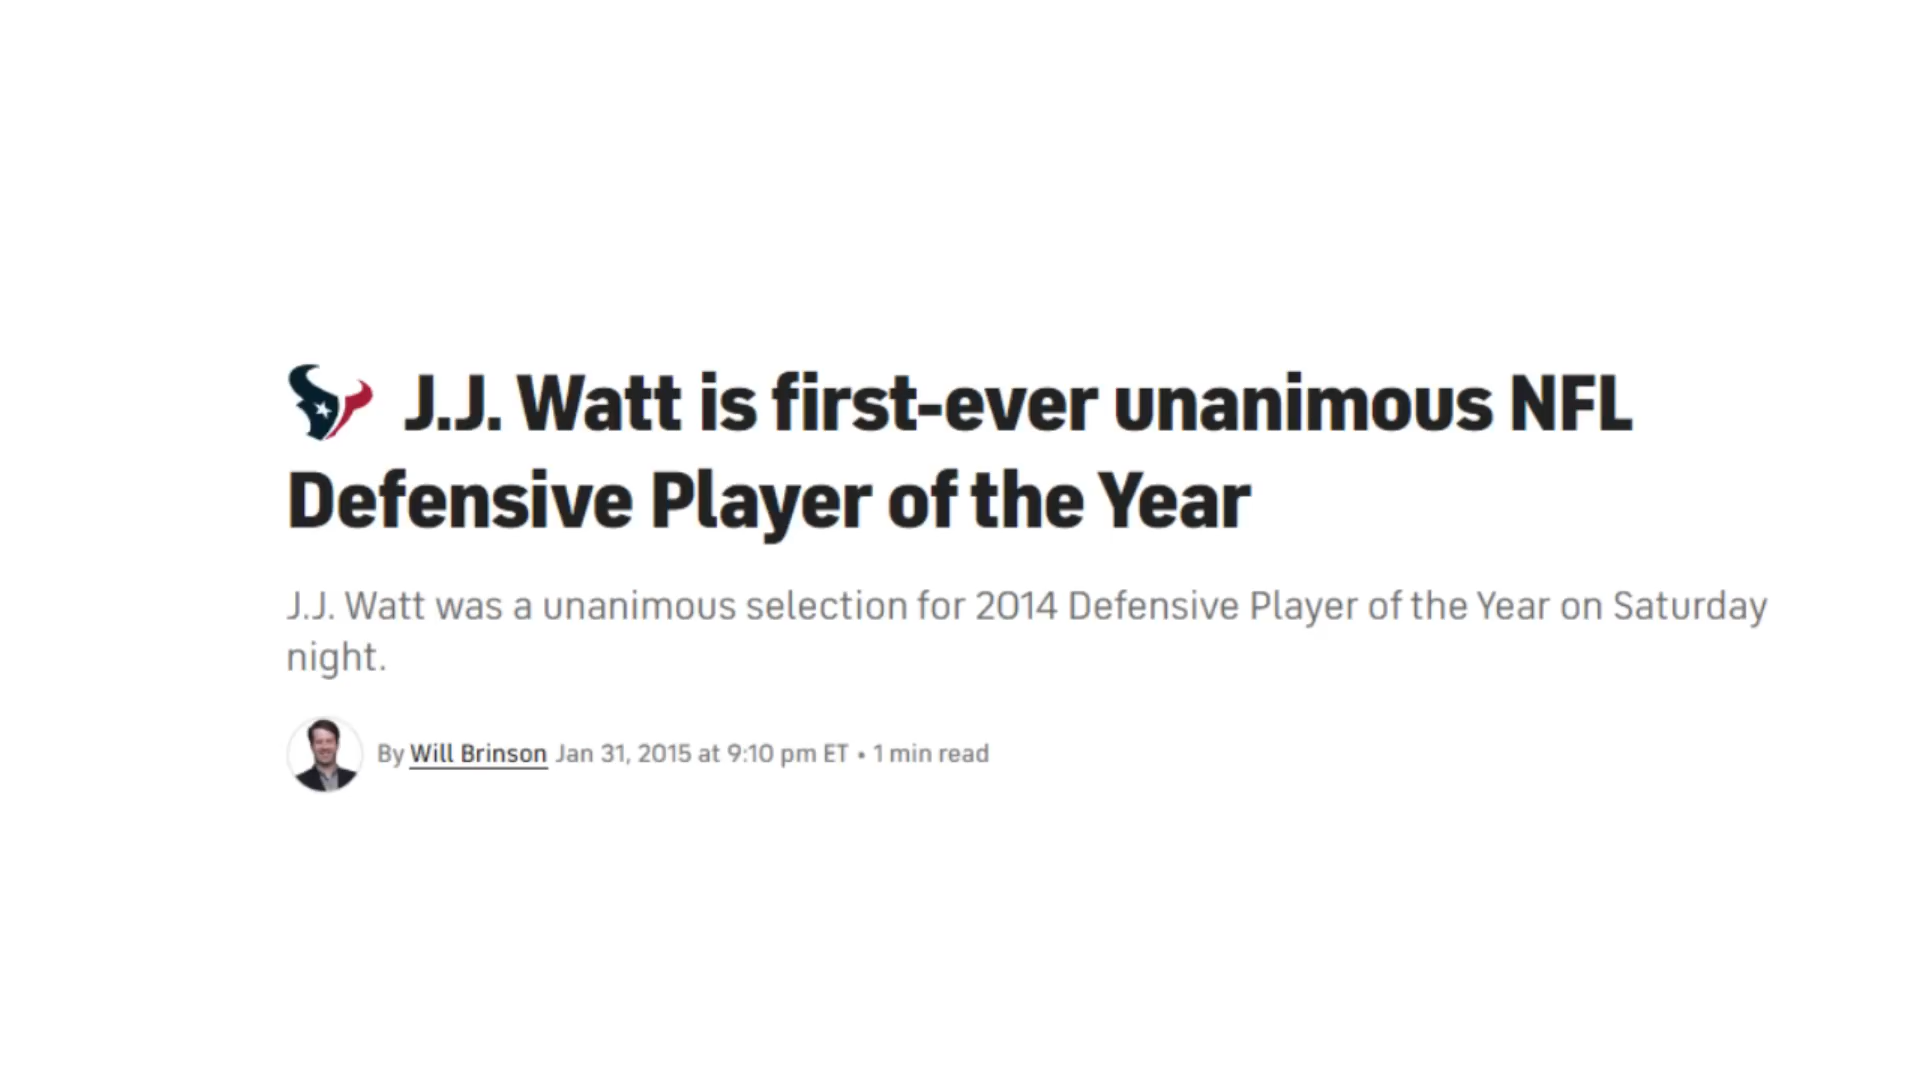 J.J. Watt is first-ever unanimous NFL
Defensive Player of the Year
J.J. Watt was a unanimous selection for 2014 Defensive Player of the Year on Saturday
night.
By Will Brinson Jan 31, 2015 at 9:10 pm ET • 1 min read